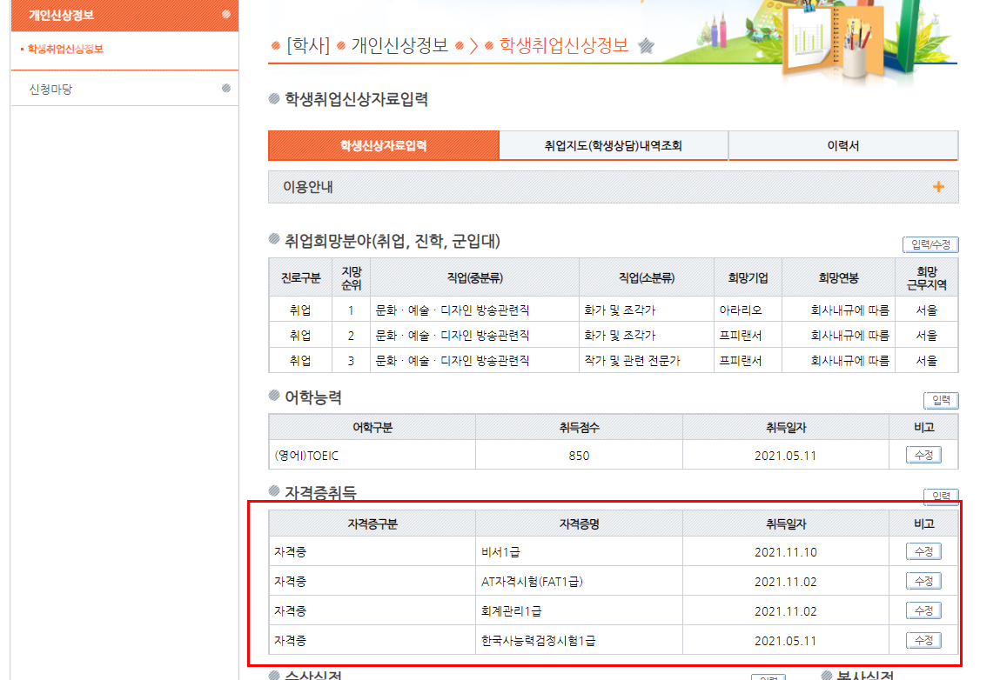 개인신상정보
학생취업신상정보
신청마당
[학사] 개인신상정보 > 학생취업신상정보
학생취업신상자료입력
학생신상자료입력 취업지도(학생상담)내역조회 이력서
이용안내 +
취업희망분야(취업, 진학, 군입대) 입력/수정
진로구분 지망순위 직업(중분류) 직업(소분류) 희망기업 희망연봉 희망근무지역
취업 1 문화ㆍ예술ㆍ디자인 방송관련직 화가 및 조각가 아라리오 회사내규에 따름 서울
취업 2 문화ㆍ예술ㆍ디자인 방송관련직 화가 및 조각가 프피랜서 회사내규에 따름 서울
취업 3 문화ㆍ예술ㆍ디자인 방송관련직 작가 및 관련 전문가 프피랜서 회사내규에 따름 서울
어학능력 입력
어학구분 취득점수 취득일자 비고
(영어I)TOEIC 850 2021.05.11 수정
자격증취득 입력
자격증구분 자격증명 취득일자 비고
자격증 비서1급 2021.11.10 수정
자격증 AT자격시험(FAT1급) 2021.11.02 수정
자격증 회계관리1급 2021.11.02 수정
자격증 한국사능력검정시험1급 2021.05.11 수정
수상실적 입력 봉사실적